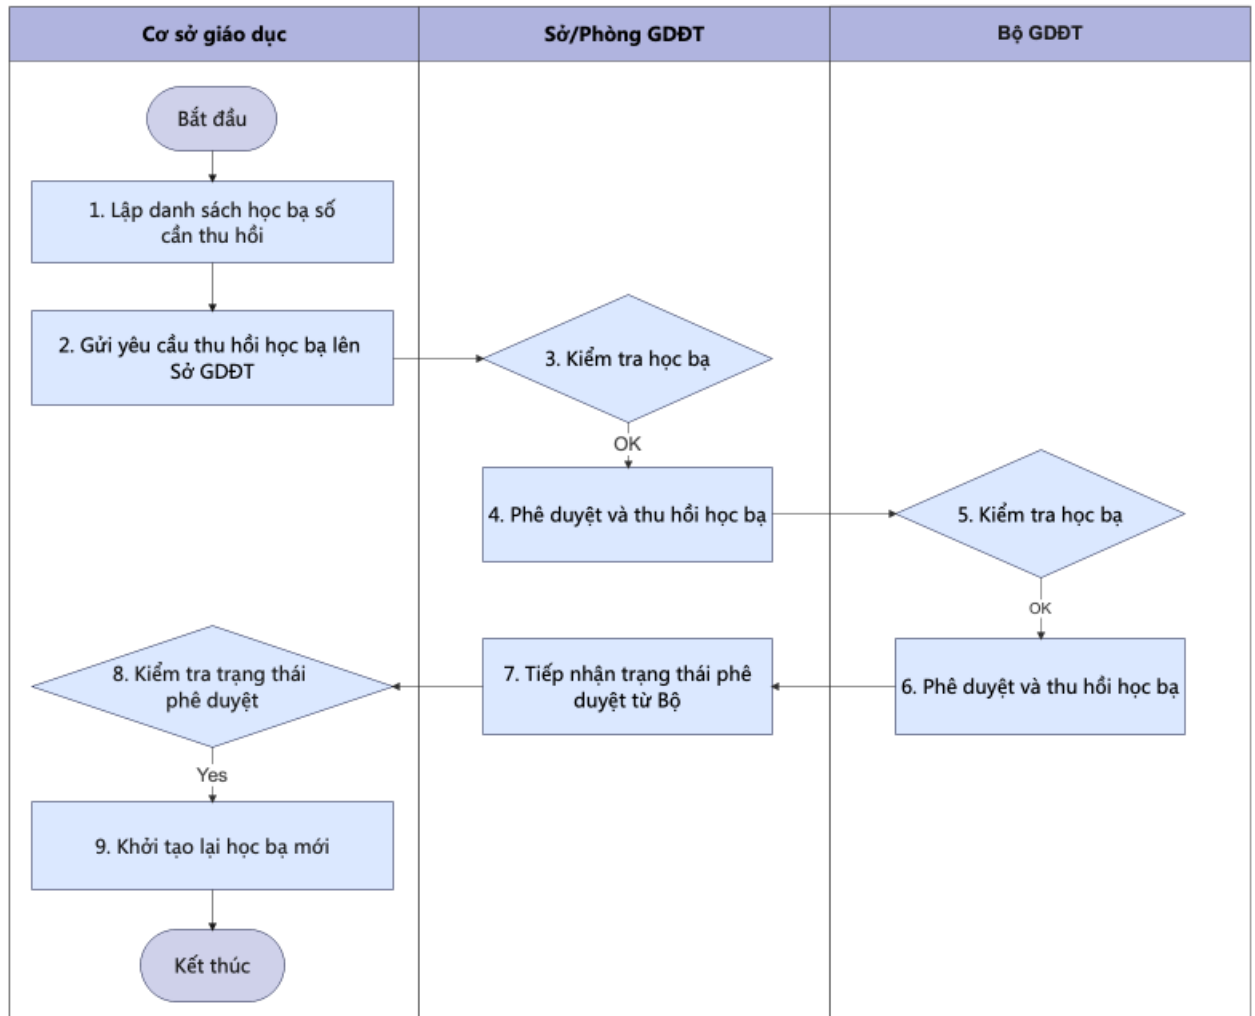 Cơ sở giáo dục
Sở/Phòng GDĐT
Bộ GDĐT
Bắt đầu
1. Lập danh sách học bạ số
cần thu hồi
2. Gửi yêu cầu thu hồi học bạ lên
Sở GDĐT
3. Kiểm tra học bạ
OK
4. Phê duyệt và thu hồi học bạ
5. Kiểm tra học bạ
OK
6. Phê duyệt và thu hồi học bạ
7. Tiếp nhận trạng thái phê
duyệt từ Bộ
8. Kiểm tra trạng thái
phê duyệt
Yes
9. Khởi tạo lại học bạ mới
Kết thúc